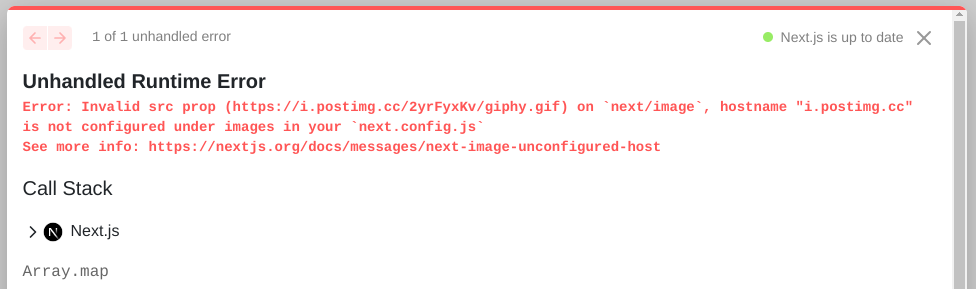 1 of 1 unhandled error
Next.js is up to date
Unhandled Runtime Error
Error: Invalid src prop (https://i.postimg.cc/2yrFyxKv/giphy.gif) on `next/image`, hostname "i.postimg.cc"
is not configured under images in your `next.config.js`
See more info: https://nextjs.org/docs/messages/next-image-unconfigured-host
Call Stack
Next.js
Array.map